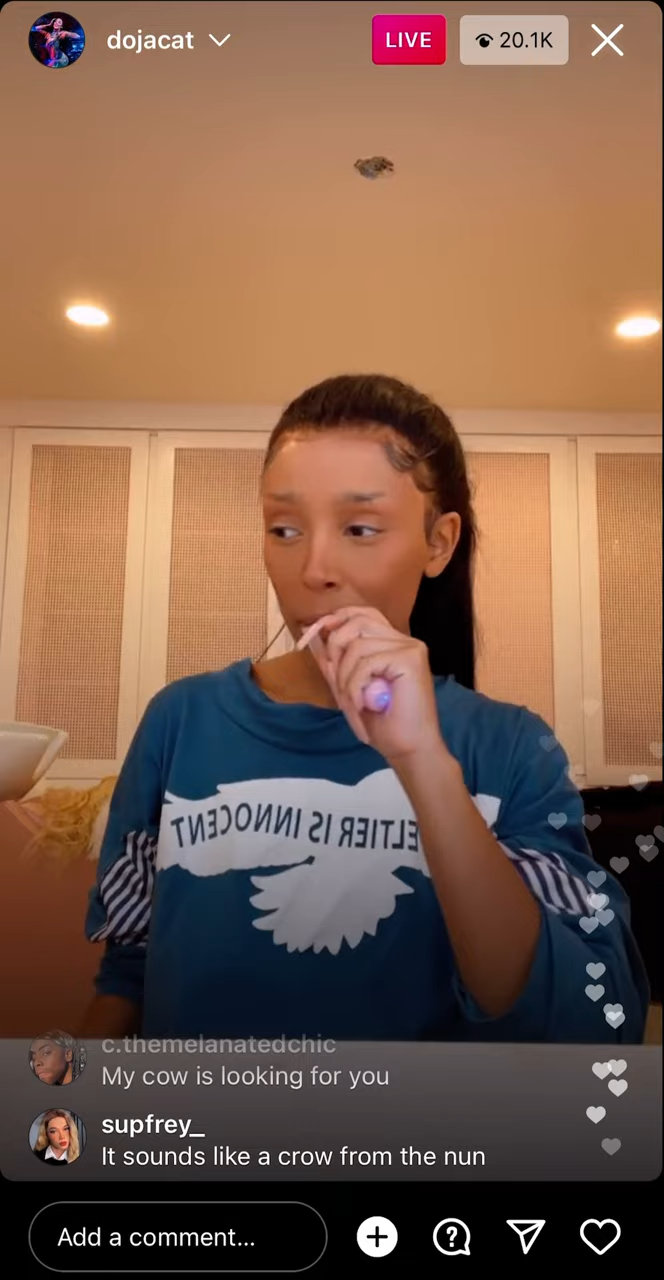 dojacat
LIVE
20.1K
ELTIER IS INNOCENT
c.themelanatedchic
My cow is looking for you
supfrey_
It sounds like a crow from the nun
Add a comment...